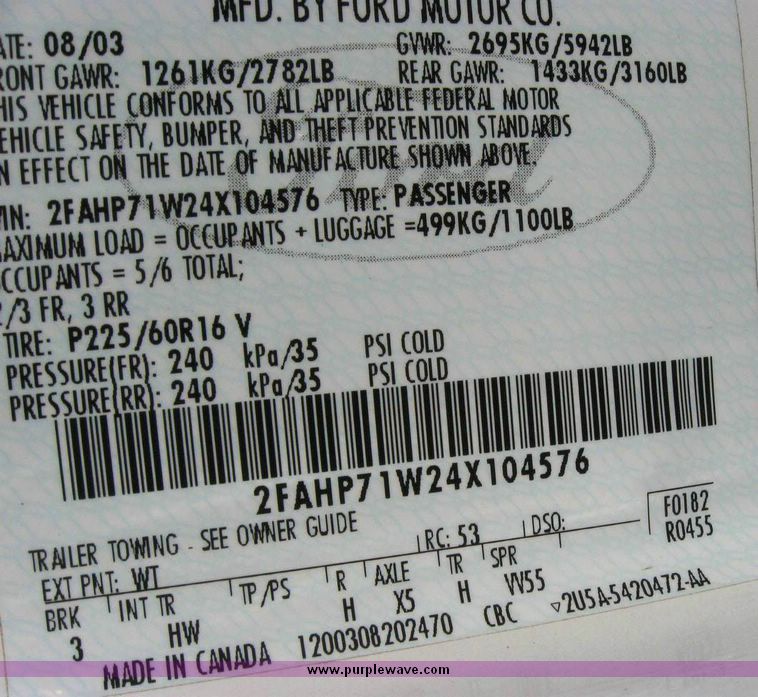 MFD. BY FORD MOTOR CO.
ATE: 08/03 GVWR: 2695KG/5942LB
RONT GAWR: 1261KG/2782LB REAR GAWR: 1433KG/3160LB
HIS VEHICLE CONFORMS TO ALL APPLICABLE FEDERAL MOTOR
EHICLE SAFETY, BUMPER, AND THEFT PREVENTION STANDARDS
N EFFECT ON THE DATE OF MANUFACTURE SHOWN ABOVE.
IN: 2FAHP71W24X104576 TYPE: PASSENGER
AXIMUM LOAD = OCCUPANTS + LUGGAGE =499KG/1100LB
CCUPANTS = 5/6 TOTAL;
/3 FR, 3 RR
TIRE: P225/60R16 V
PRESSURE(FR): 240 kPa/35 PSI COLD
PRESSURE(RR): 240 kPa/35 PSI COLD
2FAHP71W24X104576
TRAILER TOWING - SEE OWNER GUIDE
F0182
EXT PNT: WT RC: 53 DSO: R0455
BRK INT TR TP/PS R AXLE TR SPR
3 HW H X5 H VV55
MADE IN CANADA 1200308202470 CBC ▽2U5A-5420472-AA
www.purplewave.com